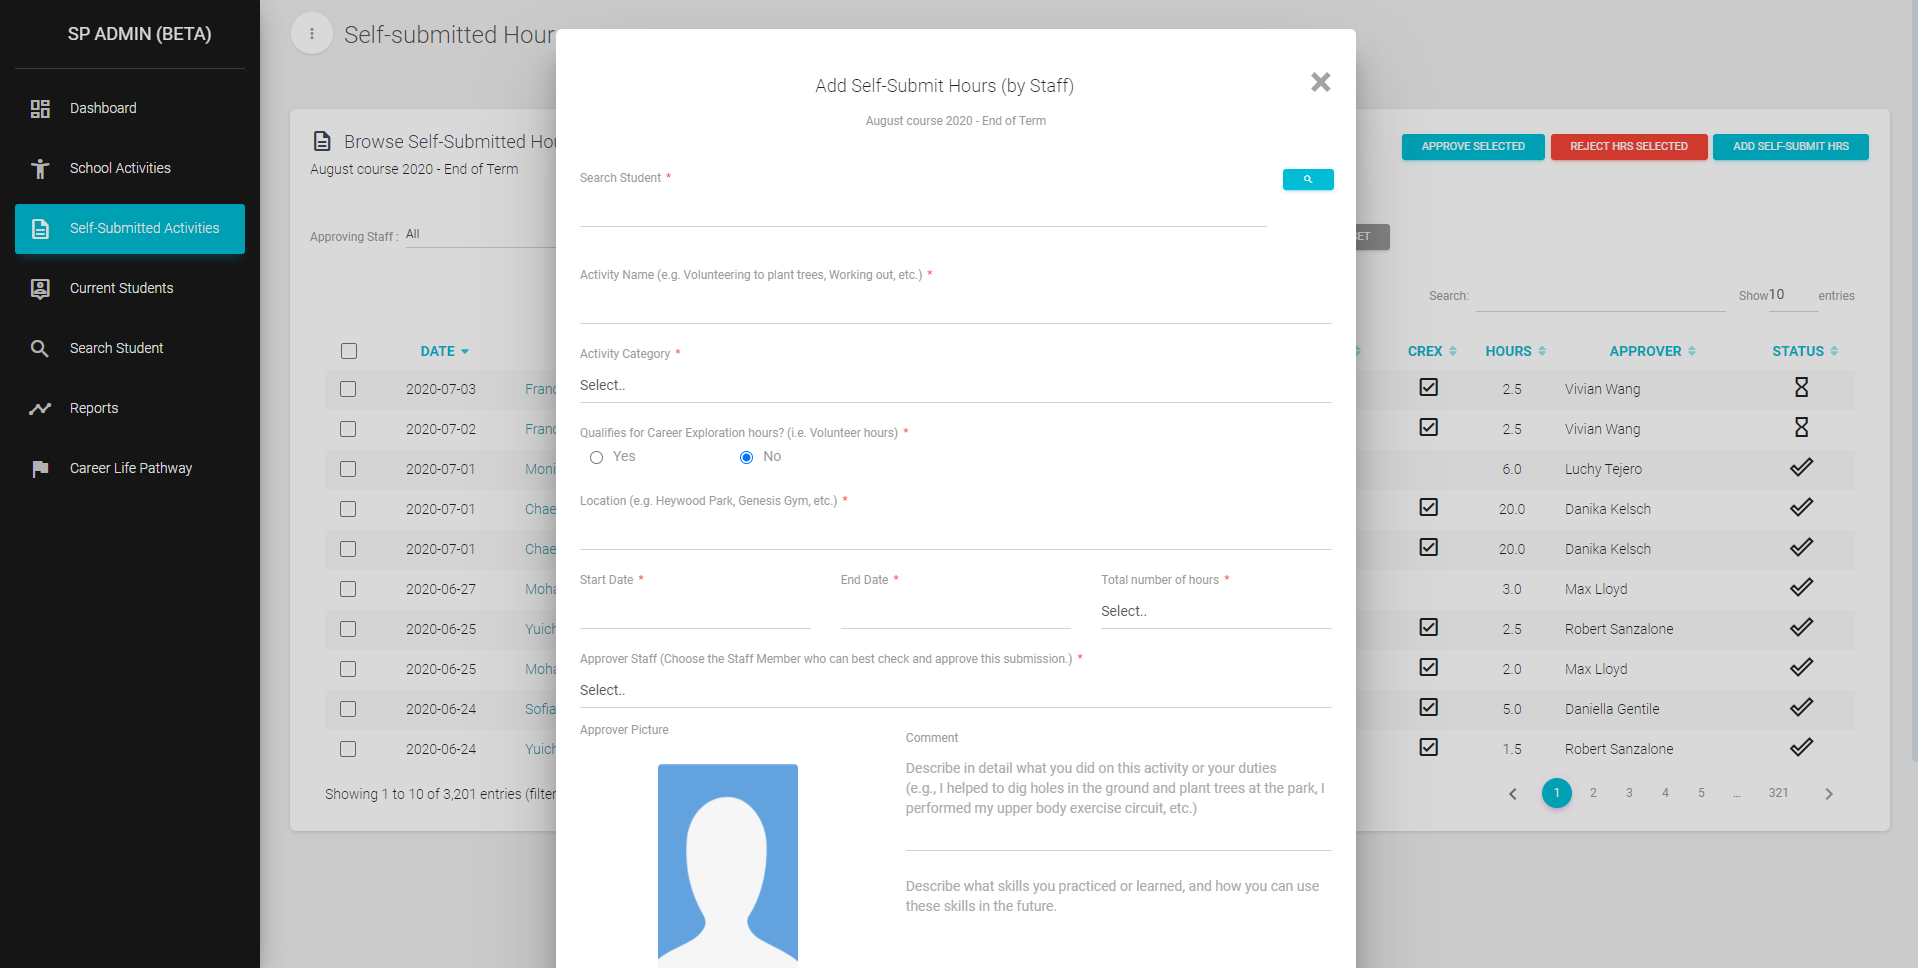 SP ADMIN (BETA)
Dashboard
School Activities
Self-Submitted Activities
Current Students
Search Student
Reports
Career Life Pathway
Self-submitted Hour
Browse Self-Submitted Hou
August course 2020 - End of Term
APPROVE SELECTED
REJECT HRS SELECTED
ADD SELF-SUBMIT HRS
Approving Staff : All
ET
Search:
Show 10 entries
DATE CREX HOURS APPROVER STATUS
2020-07-03 Franc 2.5 Vivian Wang
2020-07-02 Franc 2.5 Vivian Wang
2020-07-01 Moni 6.0 Luchy Tejero
2020-07-01 Chae 20.0 Danika Kelsch
2020-07-01 Chae 20.0 Danika Kelsch
2020-06-27 Moha 3.0 Max Lloyd
2020-06-25 Yuich 2.5 Robert Sanzalone
2020-06-25 Moha 2.0 Max Lloyd
2020-06-24 Sofia 5.0 Daniella Gentile
2020-06-24 Yuich 1.5 Robert Sanzalone
Showing 1 to 10 of 3,201 entries (filter
1 2 3 4 5 ... 321
Add Self-Submit Hours (by Staff)
August course 2020 - End of Term
Search Student *
Activity Name (e.g. Volunteering to plant trees, Working out, etc.) *
Activity Category *
Select..
Qualifies for Career Exploration hours? (i.e. Volunteer hours) *
Yes No
Location (e.g. Heywood Park, Genesis Gym, etc.) *
Start Date * End Date * Total number of hours *
Select..
Approver Staff (Choose the Staff Member who can best check and approve this submission.) *
Select..
Approver Picture
Comment
Describe in detail what you did on this activity or your duties
(e.g., I helped to dig holes in the ground and plant trees at the park, I
performed my upper body exercise circuit, etc.)
Describe what skills you practiced or learned, and how you can use
these skills in the future.